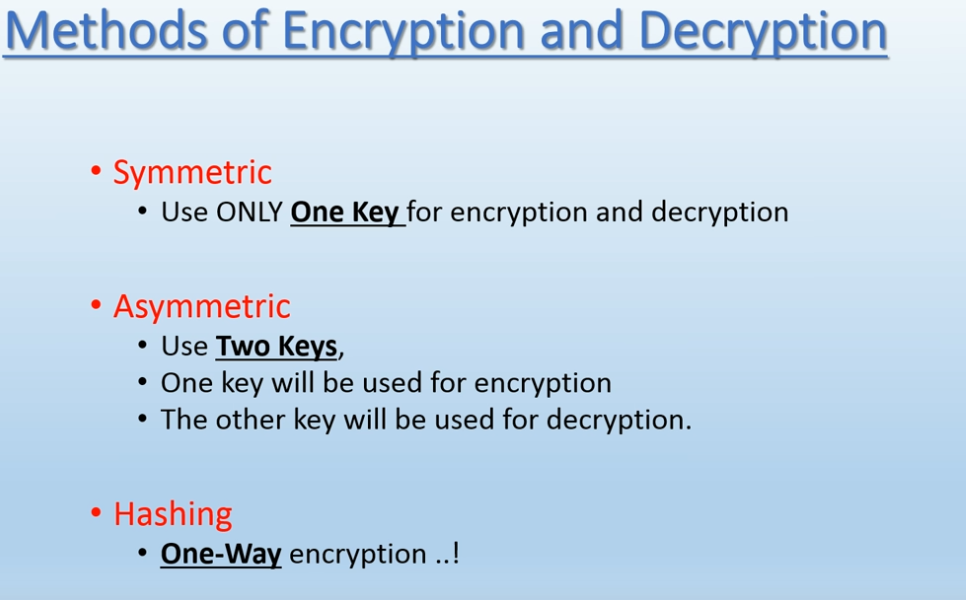 Methods of Encryption and Decryption
• Symmetric
• Use ONLY One Key for encryption and decryption
• Asymmetric
• Use Two Keys,
• One key will be used for encryption
• The other key will be used for decryption.
• Hashing
• One-Way encryption ..!